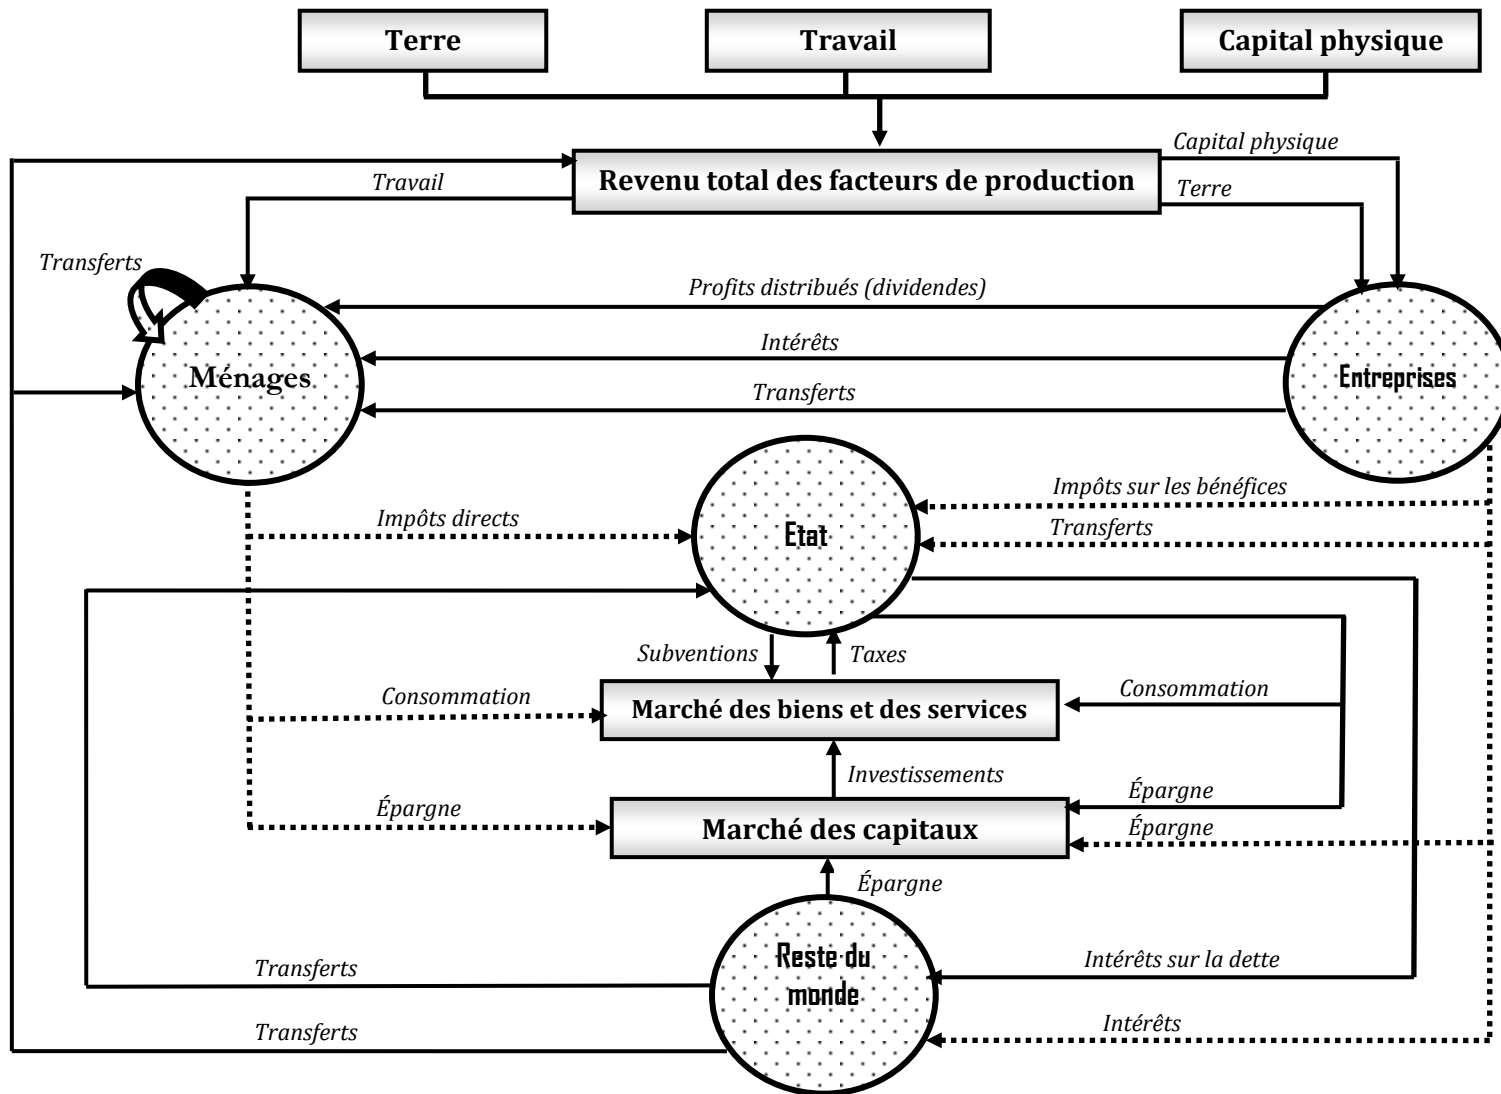 Terre
Travail
Capital physique
Capital physique
Revenu total des facteurs de production
Travail
Terre
Transferts
Profits distribués (dividendes)
Intérêts
Ménages
Entreprises
Transferts
Impôts sur les bénéfices
Impôts directs
Etat
Transferts
Subventions
Taxes
Consommation
Marché des biens et des services
Consommation
Investissements
Épargne
Épargne
Marché des capitaux
Épargne
Épargne
Reste du
monde
Transferts
Intérêts sur la dette
Transferts
Intérêts